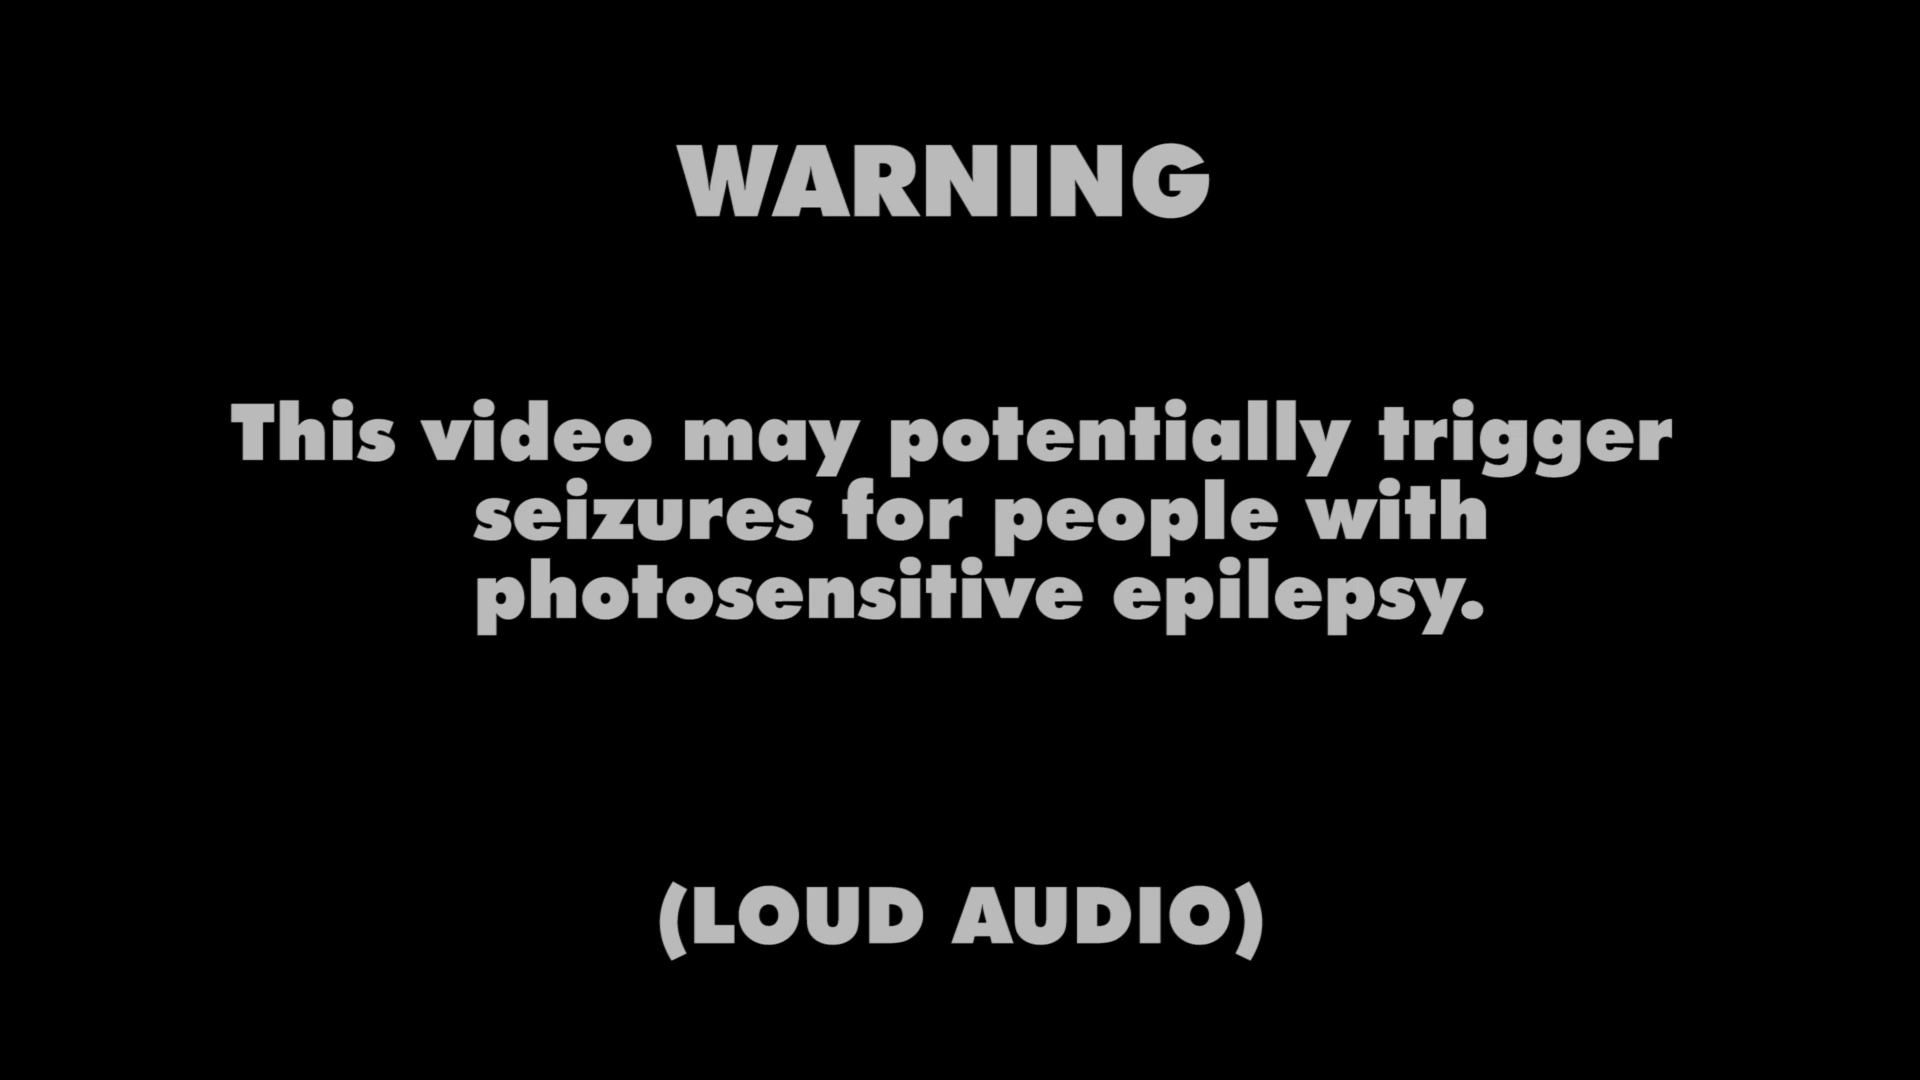 WARNING
This video may potentially trigger
seizures for people with
photosensitive epilepsy.
(LOUD AUDIO)